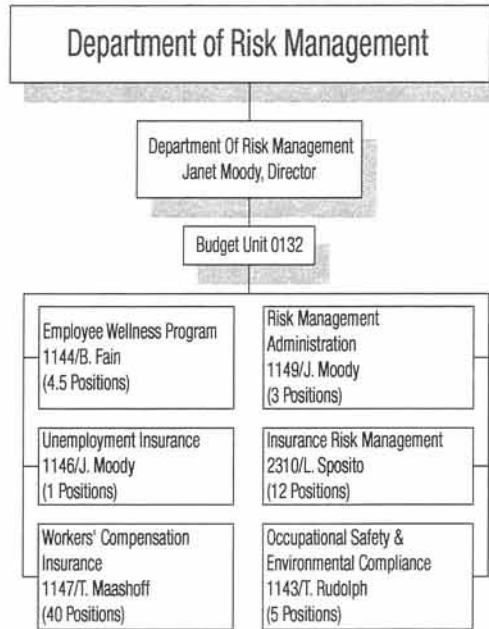 Department of Risk Management
Department Of Risk Management
Janet Moody, Director
Budget Unit 0132
Employee Wellness Program
1144/B. Fain
(4.5 Positions)
Risk Management
Administration
1149/J. Moody
(3 Positions)
Unemployment Insurance
1146/J. Moody
(1 Positions)
Insurance Risk Management
2310/L. Sposito
(12 Positions)
Workers' Compensation
Insurance
1147/T. Maashoff
(40 Positions)
Occupational Safety &
Environmental Compliance
1143/T. Rudolph
(5 Positions)